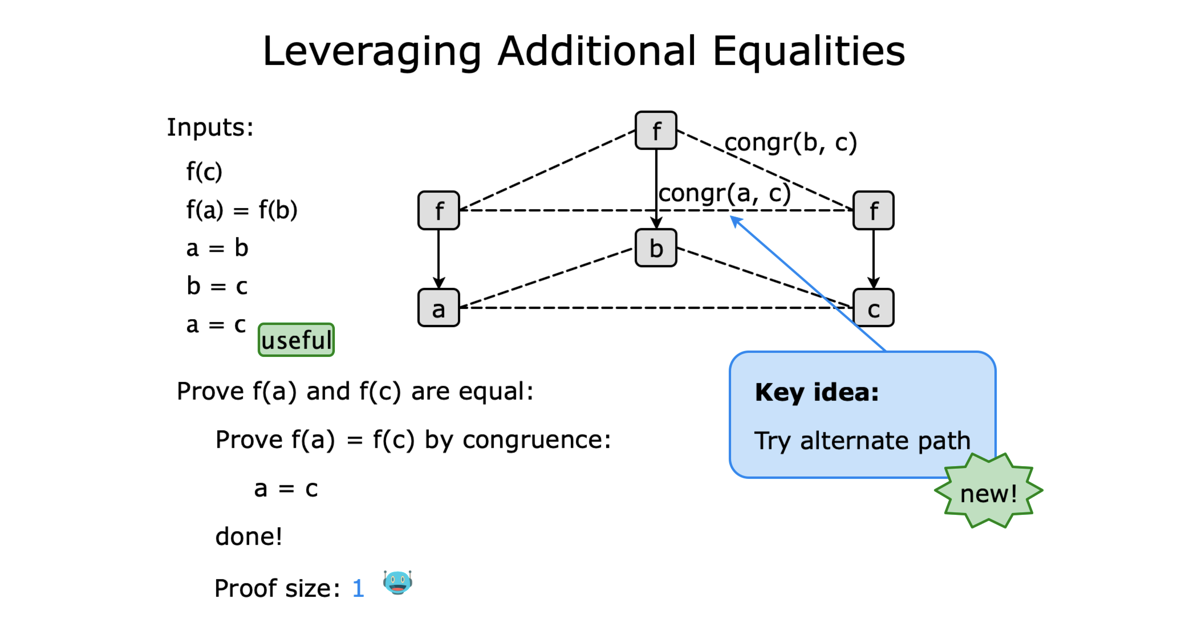 Leveraging Additional Equalities
Inputs:
f(c)
f(a) = f(b)
a = b
b = c
a = c
useful
f
congr(b, c)
congr(a, c)
f
f
b
a
c
Prove f(a) and f(c) are equal:
Prove f(a) = f(c) by congruence:
a = c
done!
Proof size: 1
Key idea:
Try alternate path
new!